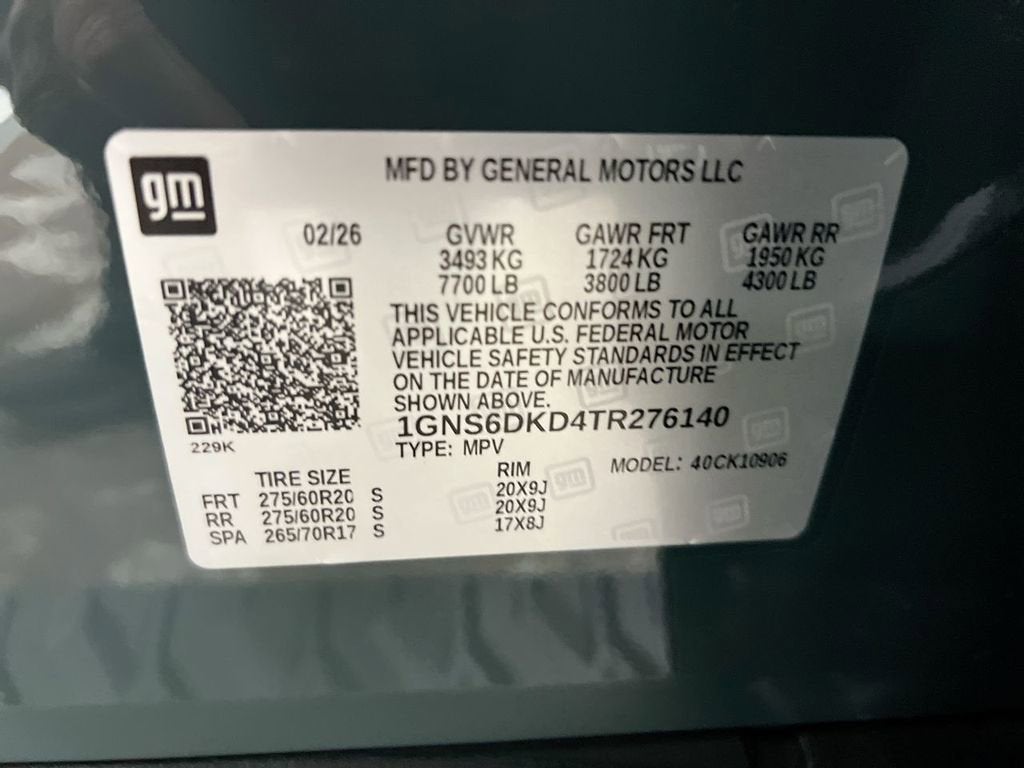 gm
MFD BY GENERAL MOTORS LLC
02/26 GVWR GAWR FRT GAWR RR
3493 KG 1724 KG 1950 KG
7700 LB 3800 LB 4300 LB
THIS VEHICLE CONFORMS TO ALL
APPLICABLE U.S. FEDERAL MOTOR
VEHICLE SAFETY STANDARDS IN EFFECT
ON THE DATE OF MANUFACTURE
SHOWN ABOVE.
1GNS6DKD4TR276140
229K
TYPE: MPV MODEL: 40CK10906
TIRE SIZE RIM
FRT 275/60R20 S 20X9J
RR 275/60R20 S 20X9J
SPA 265/70R17 S 17X8J